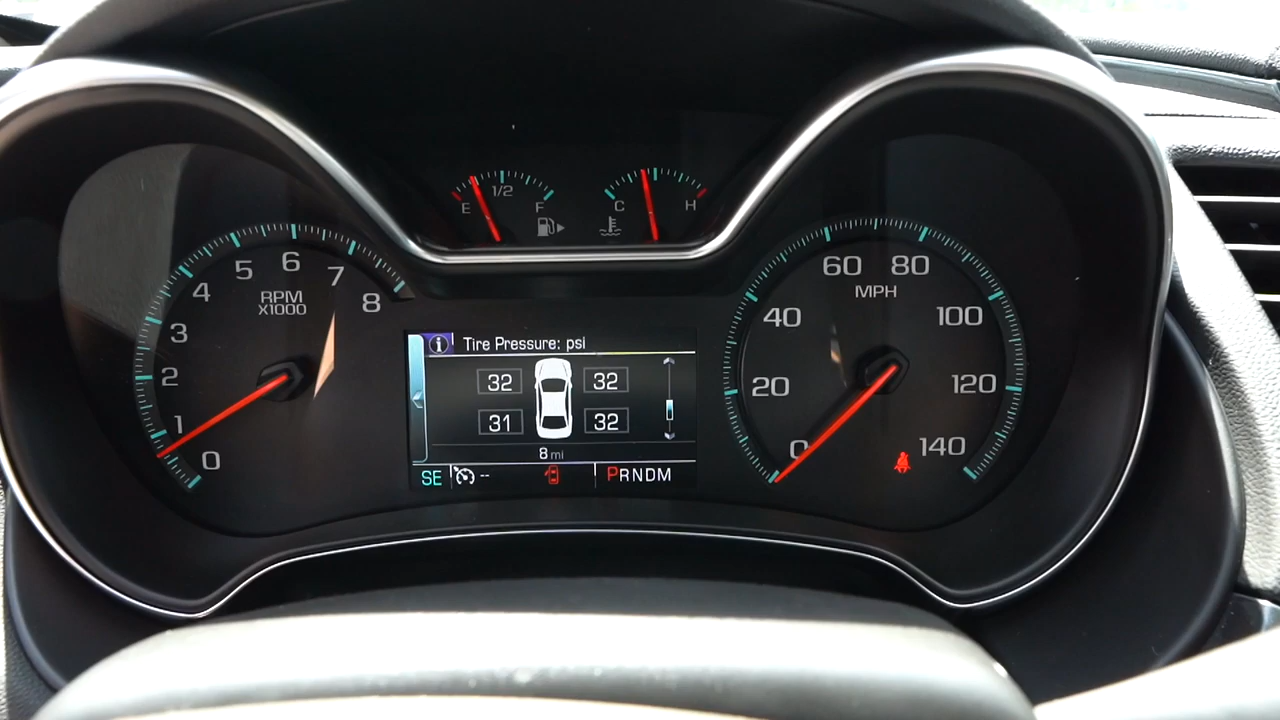 E 1/2 F
C H
0 1 2 3 4 5 6 7 8
RPM
X1000
0 20 40 60 80 100 120 140
MPH
i Tire Pressure: psi
32 32
31 32
8 mi
SE -- PRNDM